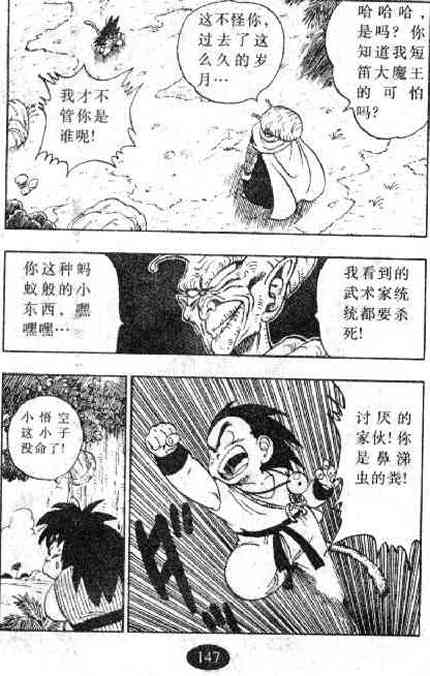 哈哈哈，
是吗？你
知道我短
笛大魔王
的可怕
吗？
这不怪你，
过去了这
么久的岁
月…
我才不
管你是
谁呢！
我看到的
武术家统
统都要杀
死！
你这种蚂
蚁般的小
东西，嘿
嘿嘿…
讨厌的
家伙！你
是鼻涕
虫的粪！
ダダ
小悟空
这小子
没命了！
147